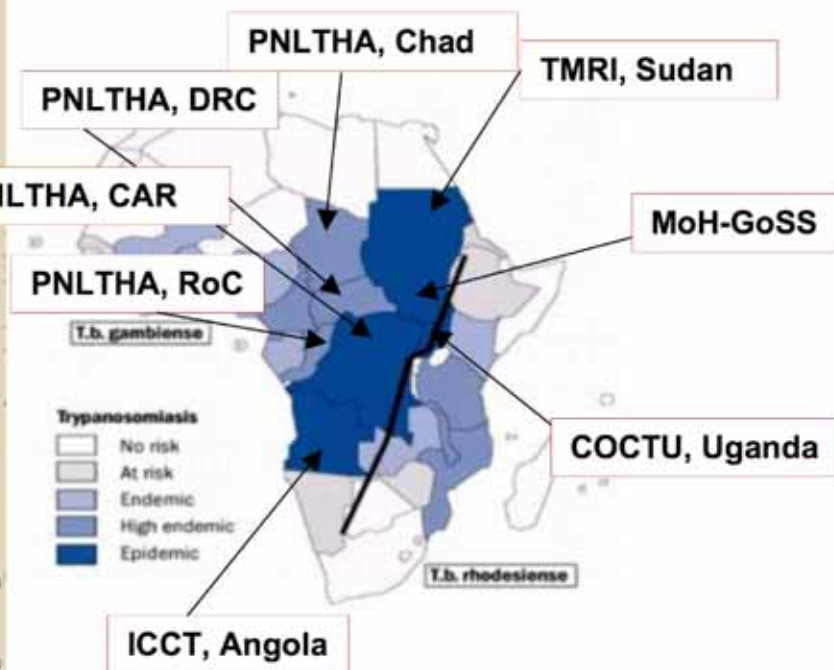 PNLTHA, Chad
TMRI, Sudan
PNLTHA, DRC
NLTHA, CAR
MoH-GoSS
PNLTHA, RoC
T.b. gambiense
Trypanosomiasis
No risk
At risk
Endemic
High endemic
Epidemic
COCTU, Uganda
T.b. rhodesiense
ICCT, Angola